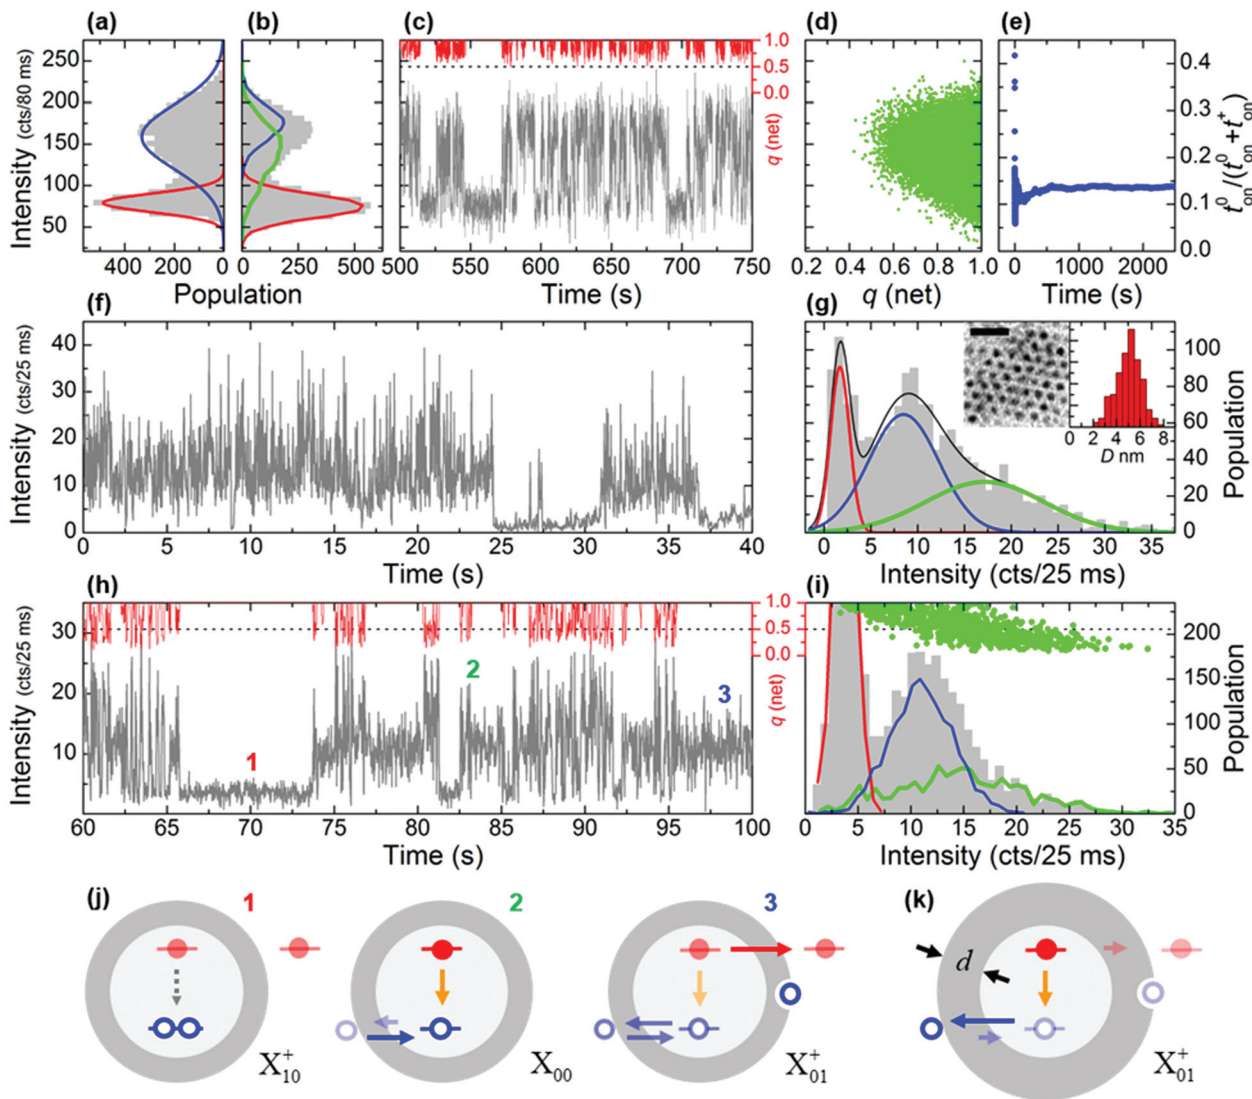 (a)
(b)
(c)
(d)
(e)
Intensity (cts/80 ms)
250
200
150
100
50
400 200 0
0 250 500
Population
1.0
0.5
0.0
q (net)
500 550 600 650 700 750
Time (s)
0.2 0.4 0.6 0.8 1.0
q (net)
0.4
0.3
0.2
0.1
0.0
t⁰on/(t⁰on+t⁺on)
0 1000 2000
Time (s)
(f)
Intensity (cts/25 ms)
40
30
20
10
0
0 5 10 15 20 25 30 35 40
Time (s)
(g)
100
80
60
40
20
0
Population
0 2 4 6 8
D nm
0 5 10 15 20 25 30 35
Intensity (cts/25 ms)
(h)
Intensity (cts/25 ms)
30
20
10
1
2
3
1.0
0.5
0.0
q (net)
60 65 70 75 80 85 90 95 100
Time (s)
(i)
200
150
100
50
0
Population
0 5 10 15 20 25 30 35
Intensity (cts/25 ms)
(j)
1
X⁺₁₀
2
X₀₀
3
X⁺₀₁
(k)
d
X⁺₀₁